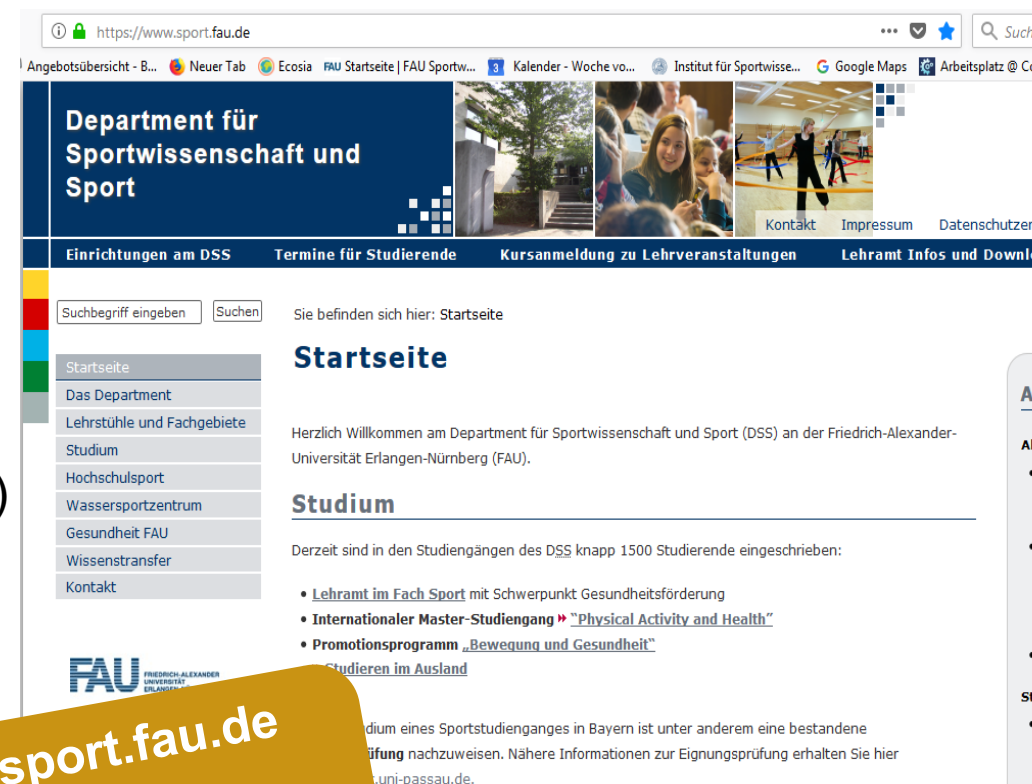 https://www.sport.fau.de
Angebotsübersicht - B... Neuer Tab Ecosia FAU Startseite | FAU Sportw... 3 Kalender - Woche vo... Institut für Sportwisse... G Google Maps Arbeitsplatz @
Department für
Sportwissenschaft und
Sport
Kontakt Impressum
Einrichtungen am DSS Termine für Studierende Kursanmeldung zu Lehrveranstaltungen Lehramt Infos und
Suchbegriff eingeben Suchen
Sie befinden sich hier: Startseite
Startseite
Startseite
Das Department
Lehrstühle und Fachgebiete
Studium
Hochschulsport
Wassersportzentrum
Gesundheit FAU
Wissenstransfer
Kontakt
Herzlich Willkommen am Department für Sportwissenschaft und Sport (DSS) an der Friedrich-Alexander-
Universität Erlangen-Nürnberg (FAU).
Studium
Derzeit sind in den Studiengängen des DSS knapp 1500 Studierende eingeschrieben:
• Lehramt im Fach Sport mit Schwerpunkt Gesundheitsförderung
• Internationaler Master-Studiengang » "Physical Activity and Health"
• Promotionsprogramm „Bewegung und Gesundheit“
Studieren im Ausland
eines Sportstudienganges in Bayern ist unter anderem eine bestandene
nachzuweisen. Nähere Informationen zur Eignungsprüfung erhalten Sie hier
.uni-passau.de.
FAU FRIEDRICH-ALEXANDER
UNIVERSITÄT
sport.fau.de
)